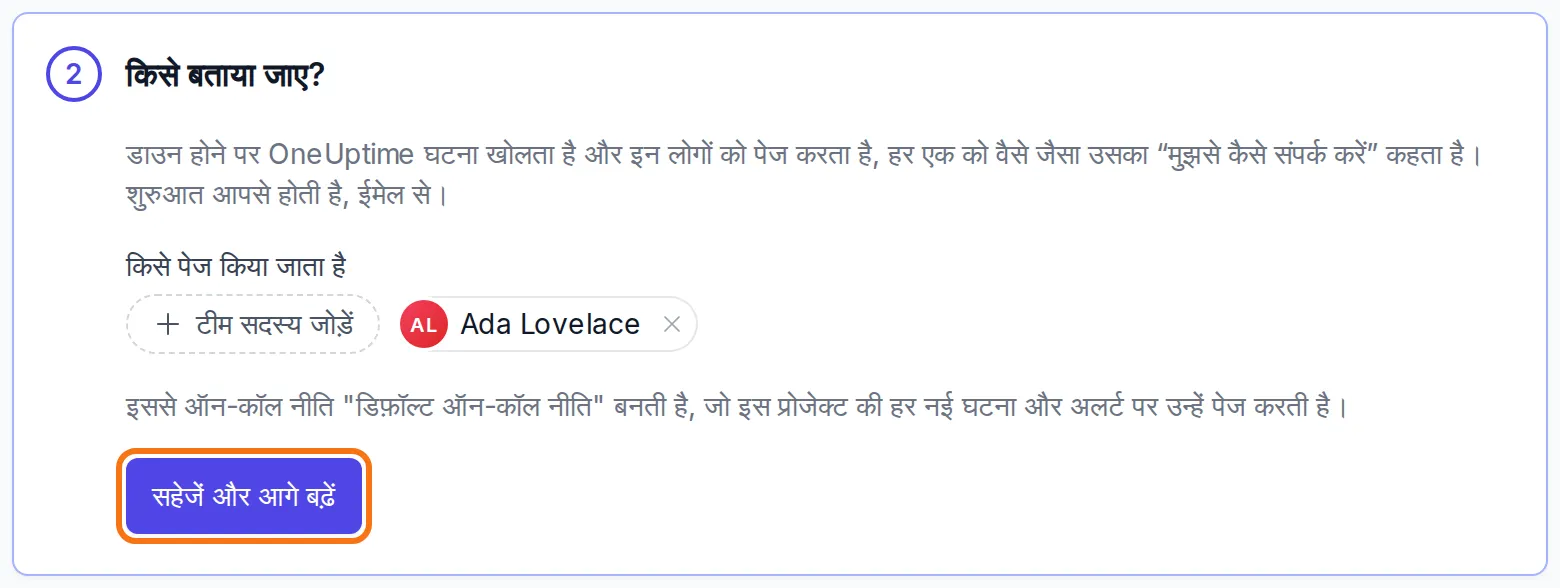 2
किसे बताया जाए?
डाउन होने पर OneUptime घटना खोलता है और इन लोगों को पेज करता है, हर एक को वैसे जैसा उसका “मुझसे कैसे संपर्क करें” कहता है।
शुरुआत आपसे होती है, ईमेल से।
किसे पेज किया जाता है
+ टीम सदस्य जोड़ें AL Ada Lovelace ×
इससे ऑन-कॉल नीति "डिफ़ॉल्ट ऑन-कॉल नीति" बनती है, जो इस प्रोजेक्ट की हर नई घटना और अलर्ट पर उन्हें पेज करती है।
सहेजें और आगे बढ़ें